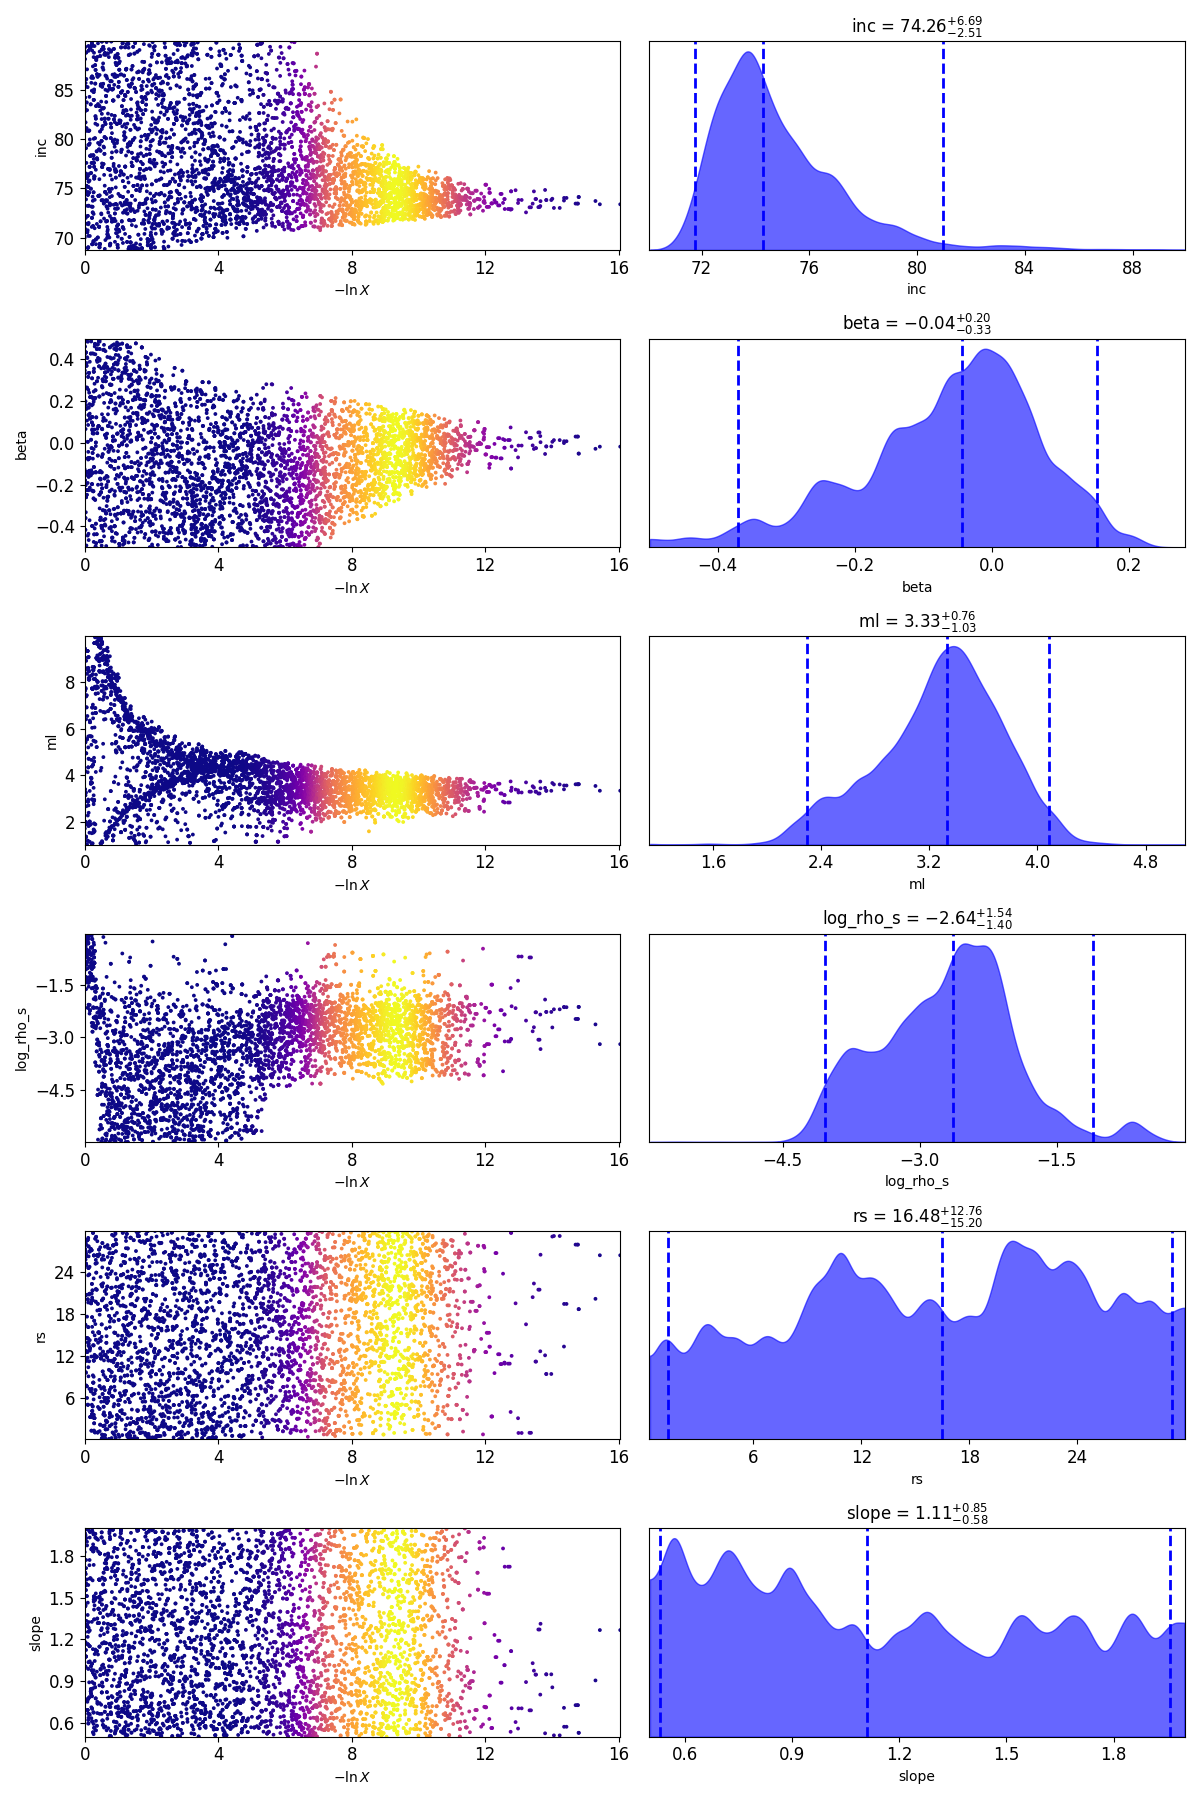 inc = 74.26+6.69−2.51
85
80
75
70
inc
0 4 8 12 16
−ln X
72 76 80 84 88
inc
beta = −0.04+0.20−0.33
0.4
0.2
0.0
−0.2
−0.4
beta
0 4 8 12 16
−ln X
−0.4 −0.2 0.0 0.2
beta
ml = 3.33+0.76−1.03
8
6
4
2
ml
0 4 8 12 16
−ln X
1.6 2.4 3.2 4.0 4.8
ml
log_rho_s = −2.64+1.54−1.40
−1.5
−3.0
−4.5
log_rho_s
0 4 8 12 16
−ln X
−4.5 −3.0 −1.5
log_rho_s
rs = 16.48+12.76−15.20
24
18
12
6
rs
0 4 8 12 16
−ln X
6 12 18 24
rs
slope = 1.11+0.85−0.58
1.8
1.5
1.2
0.9
0.6
slope
0 4 8 12 16
−ln X
0.6 0.9 1.2 1.5 1.8
slope